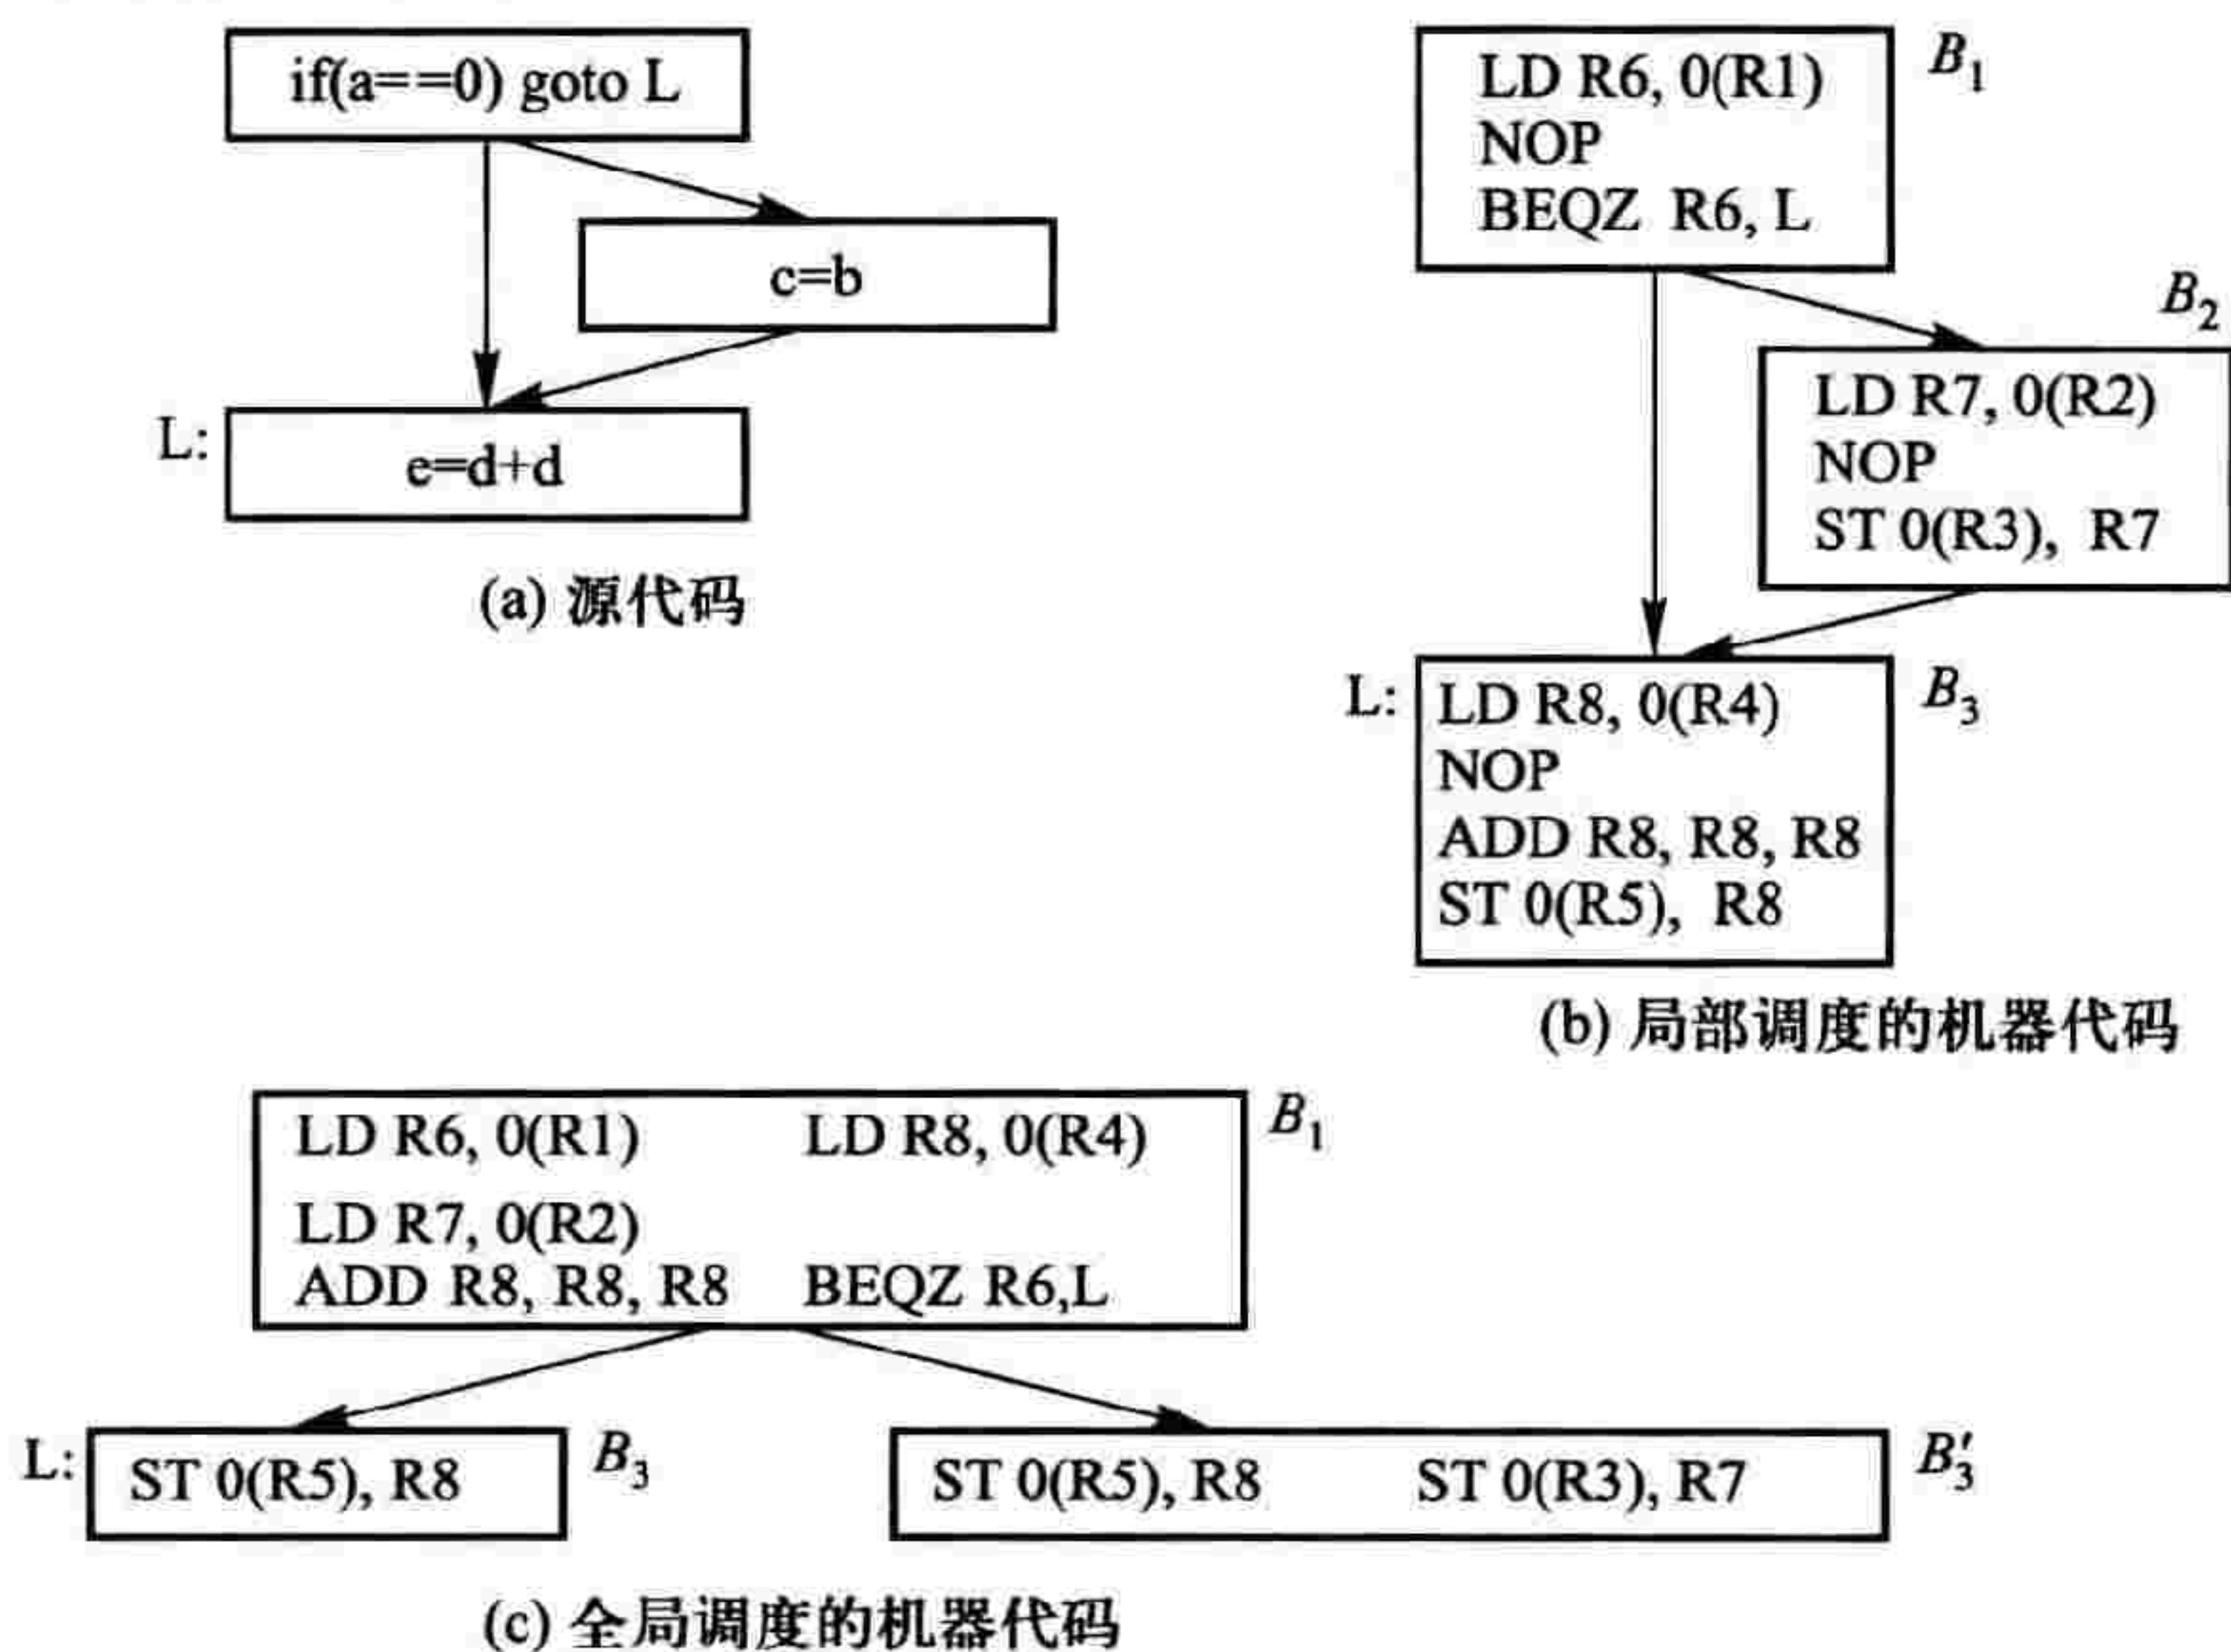 if(a==0) goto L
c=b
L:
e=d+d
(a) 源代码
LD R6, 0(R1)
NOP
BEQZ R6, L
B1
LD R7, 0(R2)
NOP
ST 0(R3), R7
B2
L:
LD R8, 0(R4)
NOP
ADD R8, R8, R8
ST 0(R5), R8
B3
(b) 局部调度的机器代码
LD R6, 0(R1) LD R8, 0(R4)
LD R7, 0(R2)
ADD R8, R8, R8 BEQZ R6,L
B1
L: ST 0(R5), R8 B3
ST 0(R5), R8 ST 0(R3), R7 B′3
(c) 全局调度的机器代码